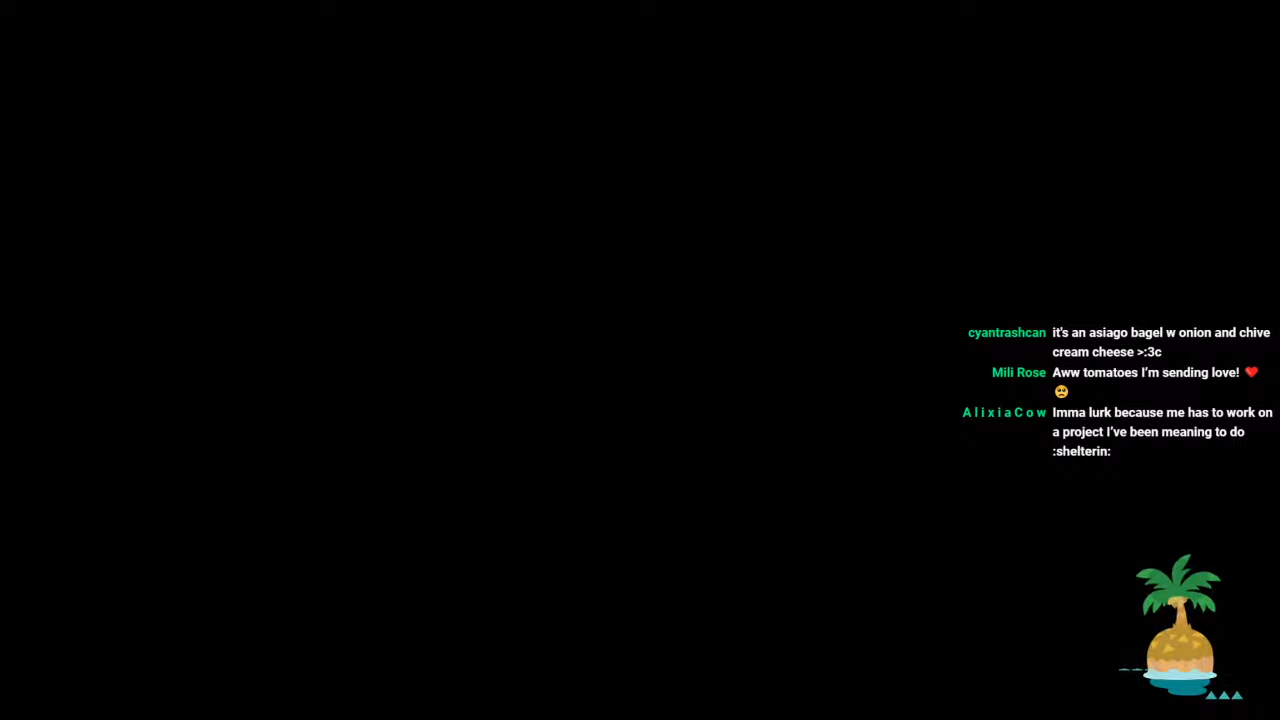 cyantrashcan it's an asiago bagel w onion and chive
cream cheese >:3c
Mili Rose Aww tomatoes I’m sending love! ❤️
🥺
A l i x i a C o w Imma lurk because me has to work on
a project I’ve been meaning to do
:shelterin: